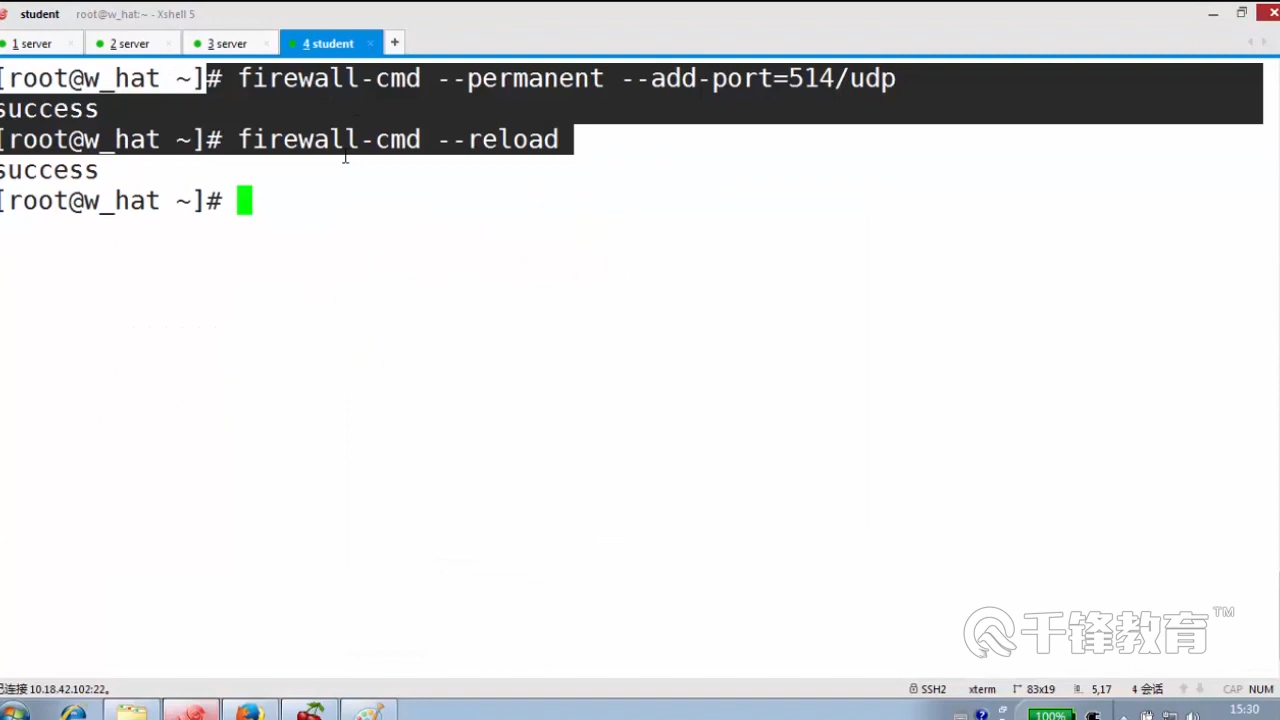 student root@w_hat:~ - Xshell 5
1 server
2 server
3 server
4 student
[root@w_hat ~]# firewall-cmd --permanent --add-port=514/udp
success
[root@w_hat ~]# firewall-cmd --reload
success
[root@w_hat ~]#
千锋教育 TM
已连接 10.18.42.102:22。
SSH2
xterm
83x19
5,17
4 会话
CAP
NUM
100%
15:30